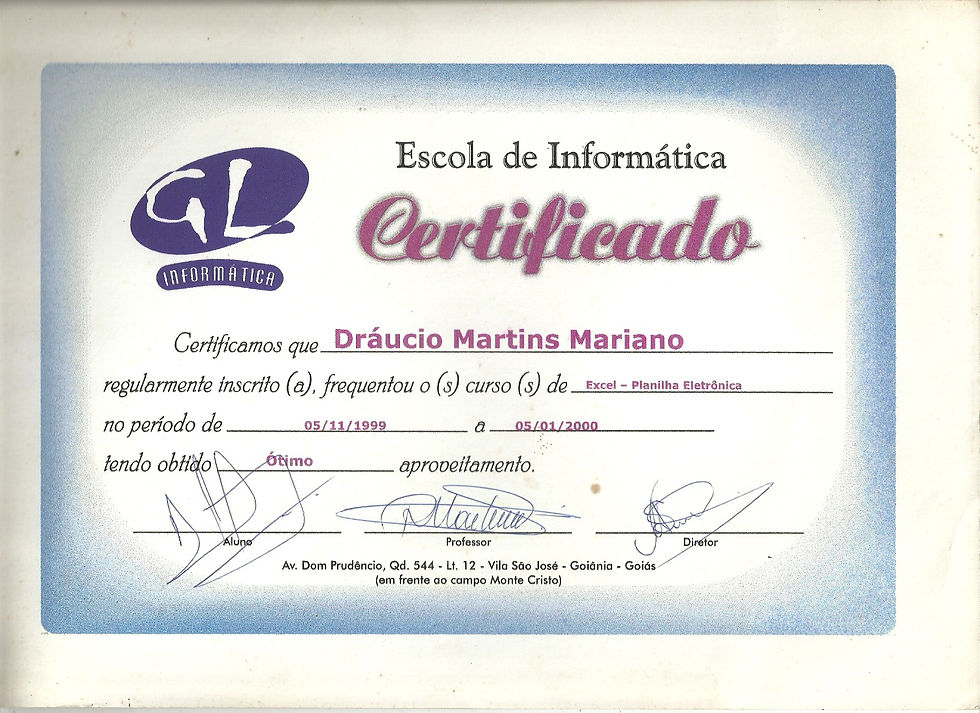 Escola de Informática
GL
INFORMÁTICA
Certificado
Certificamos que Dráucio Martins Mariano
regularmente inscrito (a), frequentou o (s) curso (s) de Excel – Planilha Eletrônica
no período de 05/11/1999 a 05/01/2000
tendo obtido Ótimo aproveitamento.
Aluno Professor Diretor
Av. Dom Prudêncio, Qd. 544 - Lt. 12 - Vila São José - Goiânia - Goiás
(em frente ao campo Monte Cristo)